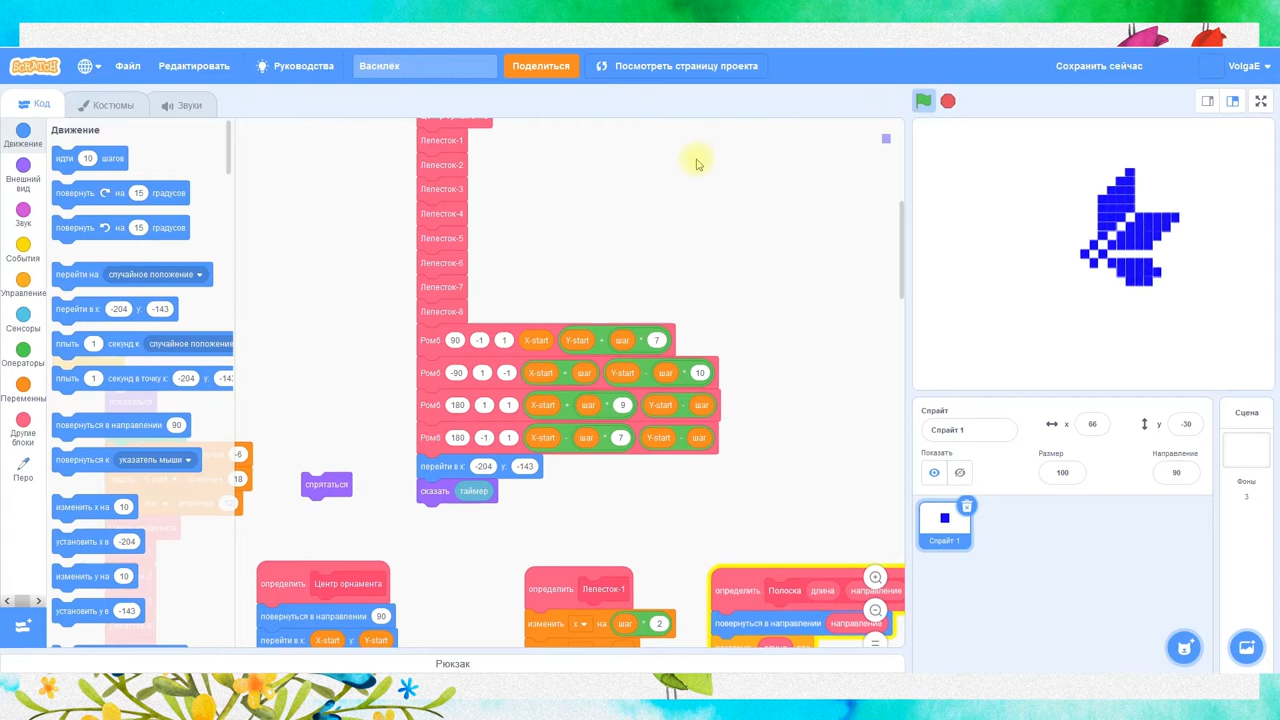 SCRATCH
Файл
Редактировать
Руководства
Василёк
Поделиться
Посмотреть страницу проекта
Сохранить сейчас
VolgaE
Код
Костюмы
Звуки
Движение
Внешний вид
Звук
События
Управление
Сенсоры
Операторы
Переменны
Другие блоки
Перо
Движение
идти 10 шагов
повернуть на 15 градусов
повернуть на 15 градусов
перейти на случайное положение
перейти в x: -204 y: -143
плыть 1 секунд к случайное положение
плыть 1 секунд в точку x: -204 y: -14
повернуться в направлении 90
повернуться к указатель мыши
изменить x на 10
установить x в -204
изменить y на 10
установить y в -143
-6
18
спрятаться
Лепесток-1
Лепесток-2
Лепесток-3
Лепесток-4
Лепесток-5
Лепесток-6
Лепесток-7
Лепесток-8
Ромб 90 -1 1 X-start Y-start + шаг * 7
Ромб -90 1 -1 X-start + шаг Y-start - шаг * 10
Ромб 180 1 1 X-start + шаг * 9 Y-start - шаг
Ромб 180 -1 1 X-start - шаг * 7 Y-start - шаг
перейти в x: -204 y: -143
сказать таймер
определить Центр орнамента
повернуться в направлении 90
перейти в x: X-start y: Y-start
определить Лепесток-1
изменить x на шаг * 2
определить Полоска длина направление
повернуться в направлении направление
Рюкзак
Спрайт
Спрайт 1
x 66
y -30
Показать
Размер
100
Направление
90
Спрайт 1
Сцена
Фоны
3